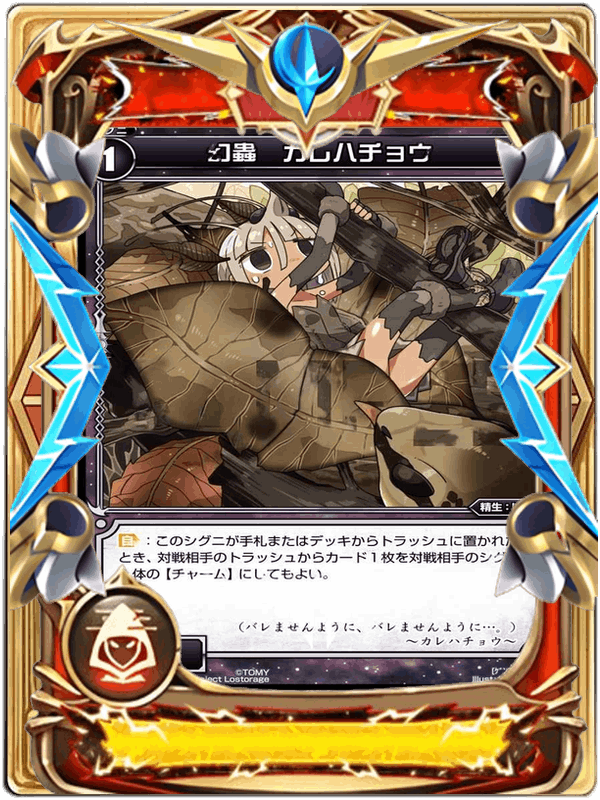 1
幻蟲 カレハチョウ
精生：
自：このシグニが手札またはデッキからトラッシュに置かれた
とき、対戦相手のトラッシュからカード１枚を対戦相手のシグ
体の【チャーム】にしてもよい。
（バレませんように、バレませんように…。）
～カレハチョウ～
©TOMY
oject Lostorage
Illust